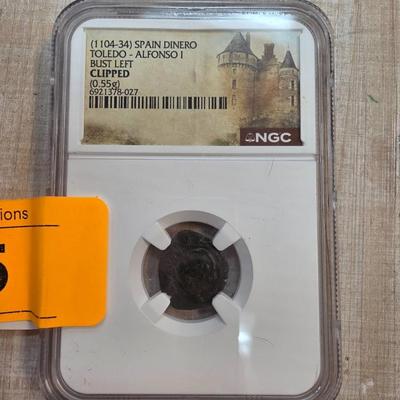 (1104-34) SPAIN DINERO
TOLEDO - ALFONSO I
BUST LEFT
CLIPPED
(0.55g)
6921378-027
NGC
ions